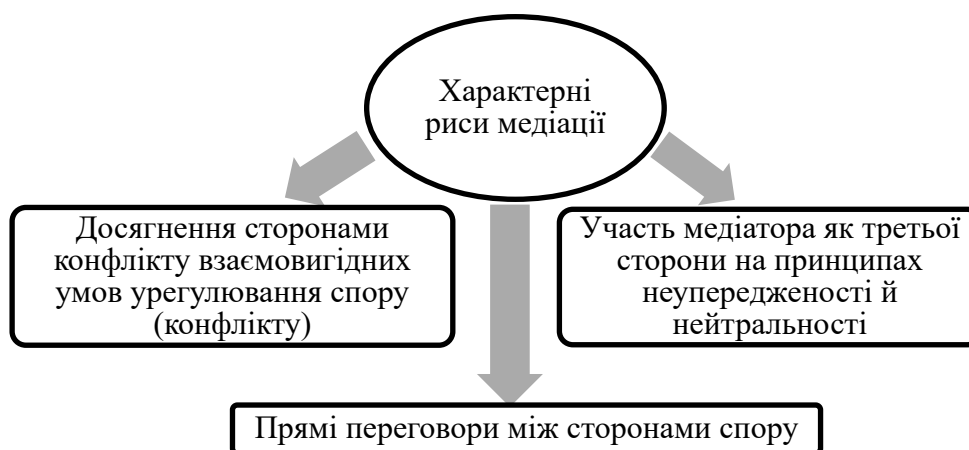 Характерні
риси медіації
Досягнення сторонами
конфлікту взаємовигідних
умов урегулювання спору
(конфлікту)
Участь медіатора як третьої
сторони на принципах
неупередженості й
нейтральності
Прямі переговори між сторонами спору